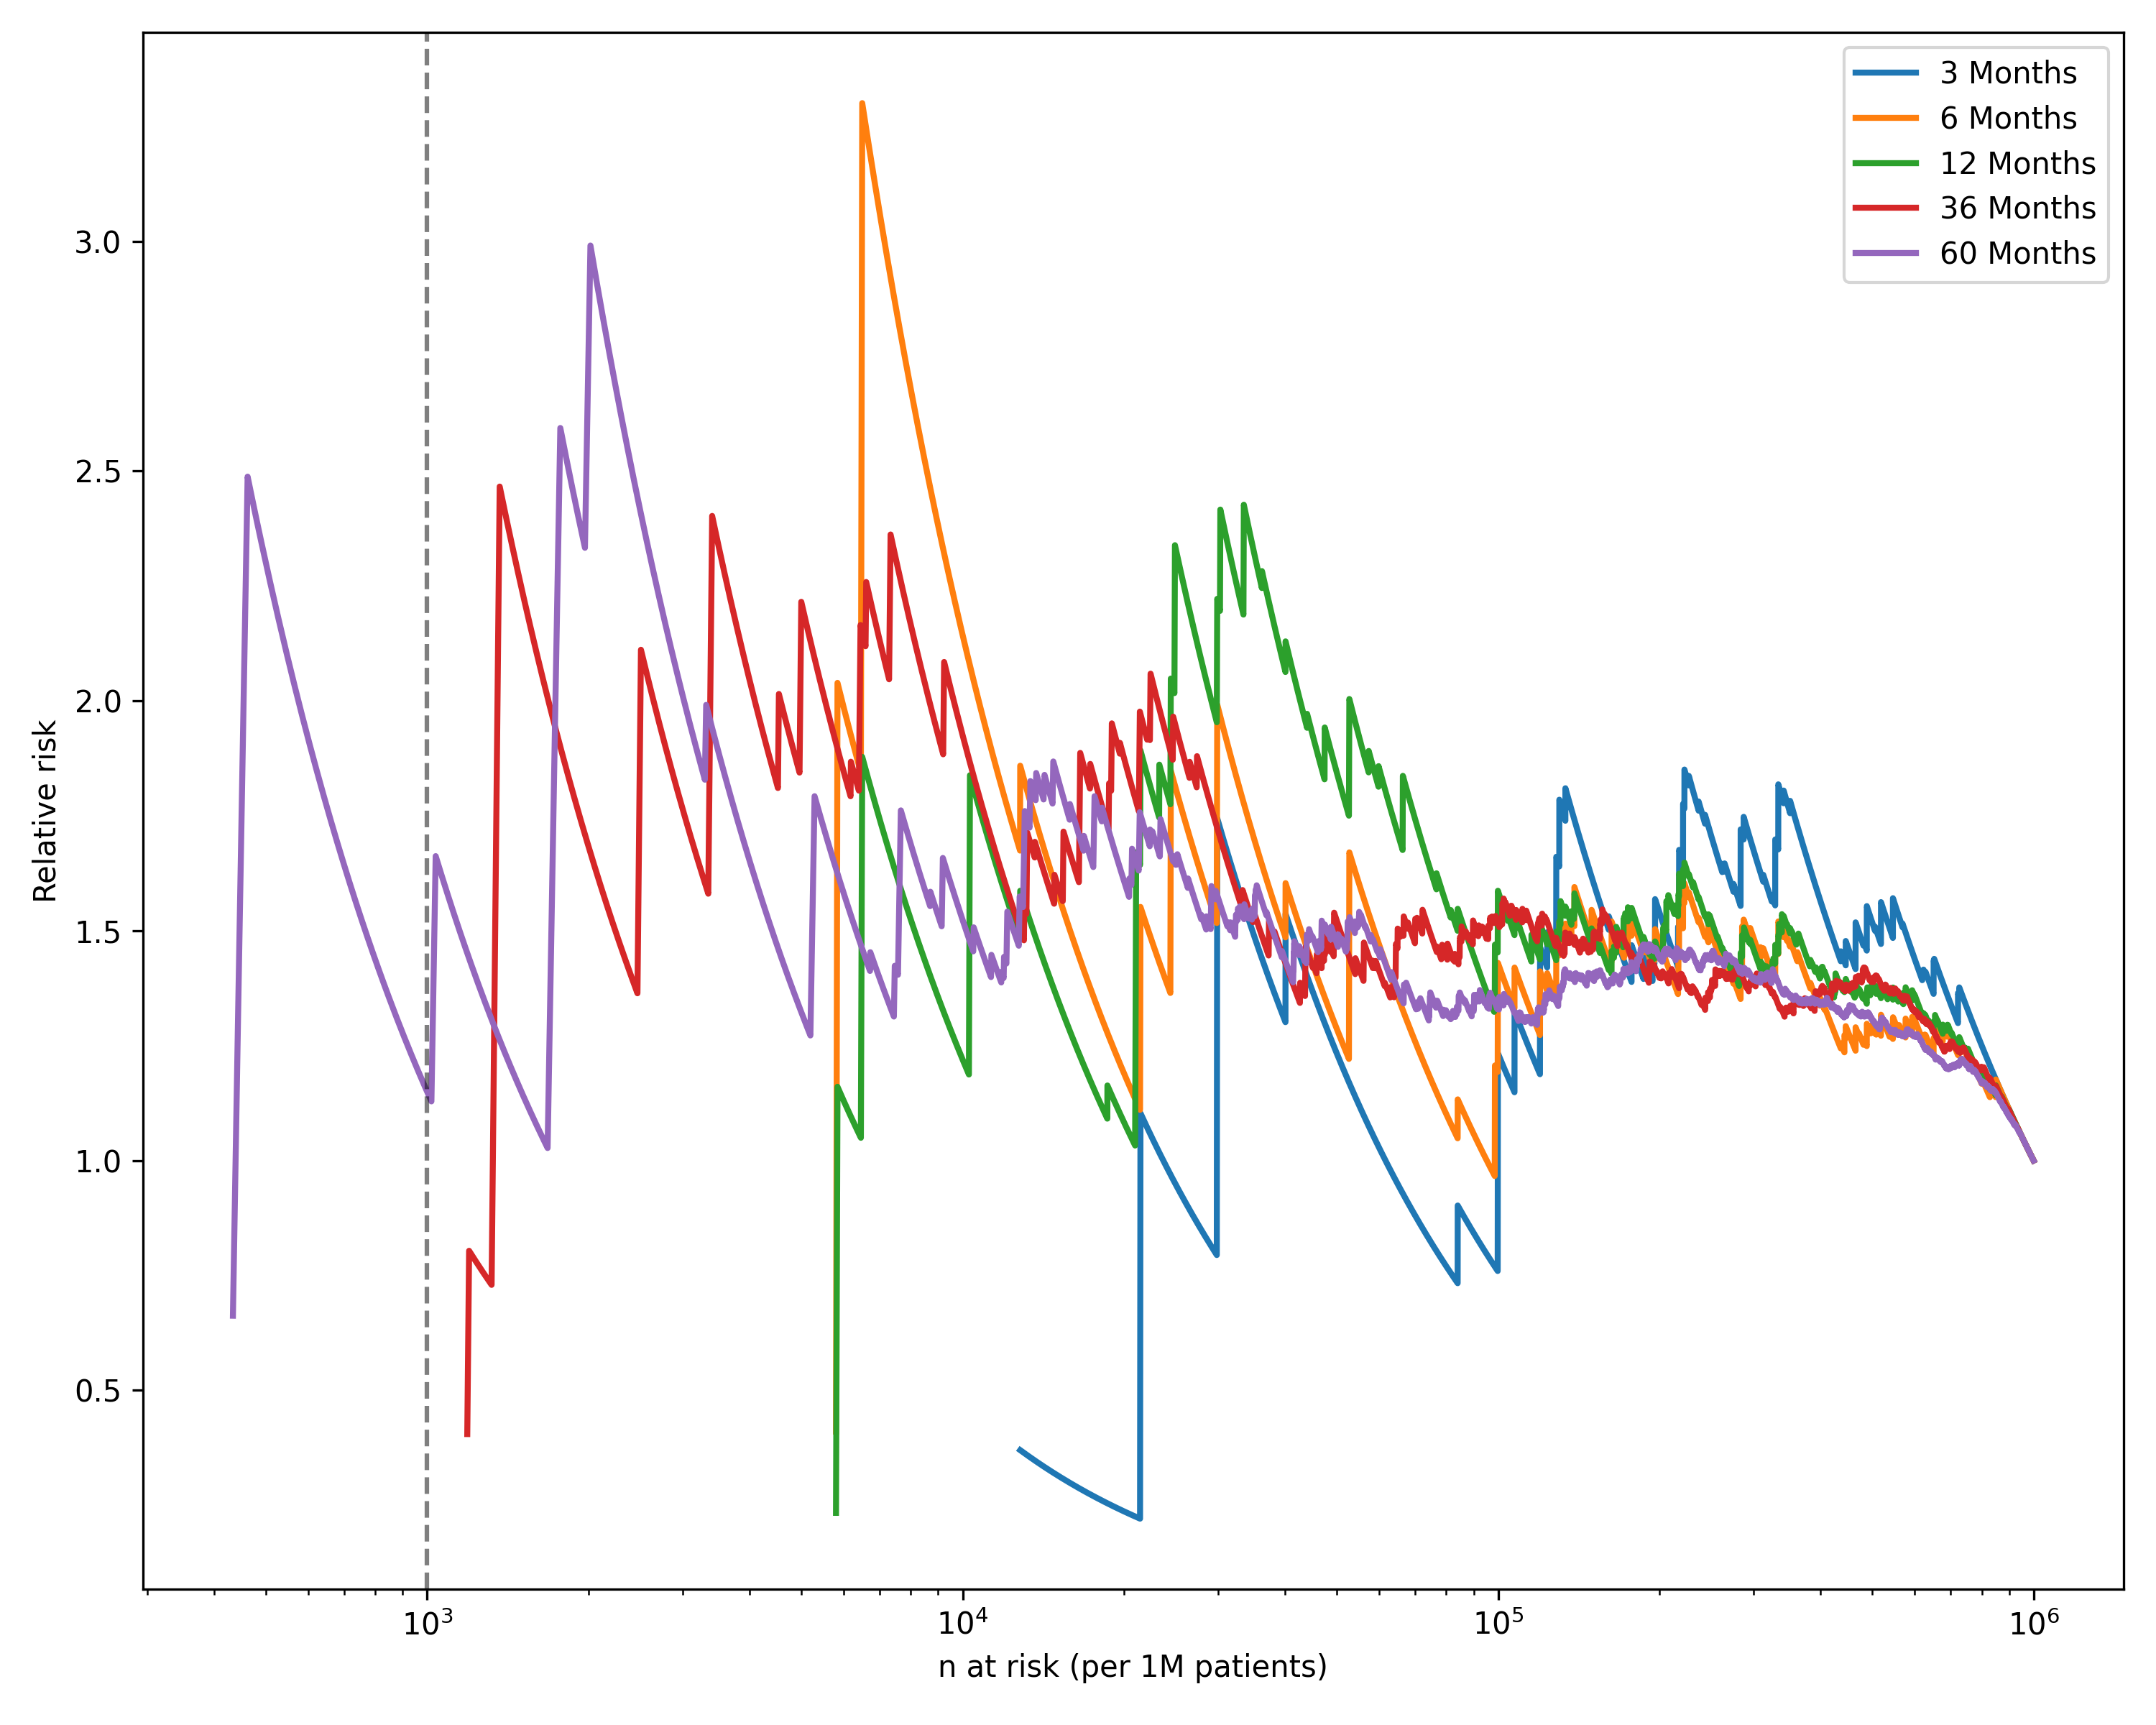 3 Months
6 Months
12 Months
36 Months
60 Months
3.0
2.5
2.0
1.5
1.0
0.5
Relative risk
10³
10⁴
10⁵
10⁶
n at risk (per 1M patients)